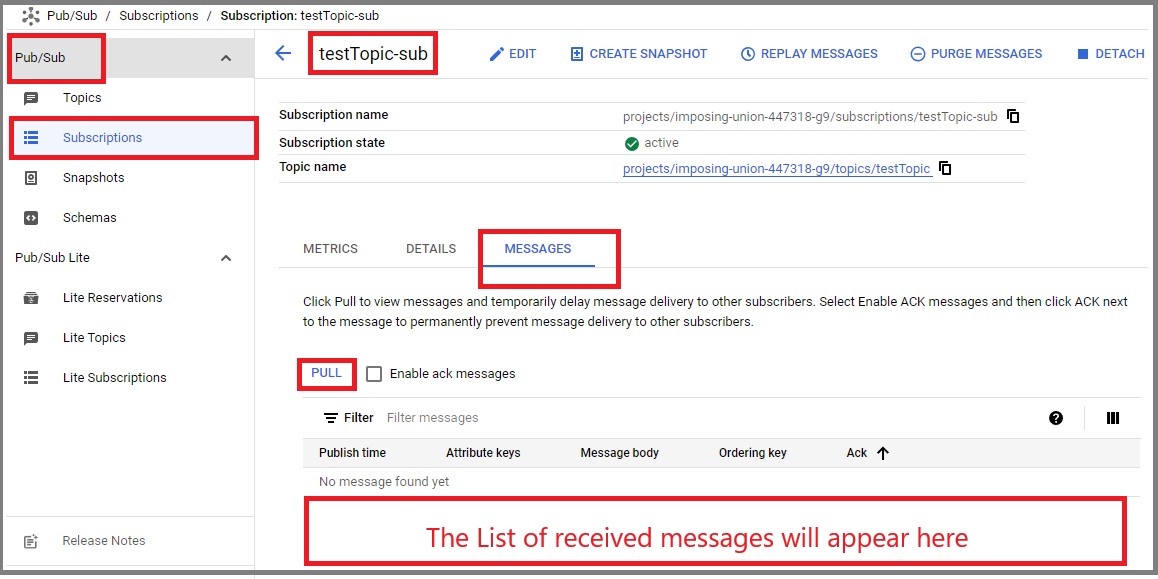 Pub/Sub / Subscriptions / Subscription: testTopic-sub
Pub/Sub
Topics
Subscriptions
Snapshots
Schemas
Pub/Sub Lite
Lite Reservations
Lite Topics
Lite Subscriptions
Release Notes
testTopic-sub EDIT CREATE SNAPSHOT REPLAY MESSAGES PURGE MESSAGES DETACH
Subscription name projects/imposing-union-447318-g9/subscriptions/testTopic-sub
Subscription state active
Topic name projects/imposing-union-447318-g9/topics/testTopic
METRICS DETAILS MESSAGES
Click Pull to view messages and temporarily delay message delivery to other subscribers. Select Enable ACK messages and then click ACK next
to the message to permanently prevent message delivery to other subscribers.
PULL Enable ack messages
Filter Filter messages
Publish time Attribute keys Message body Ordering key Ack
No message found yet
The List of received messages will appear here